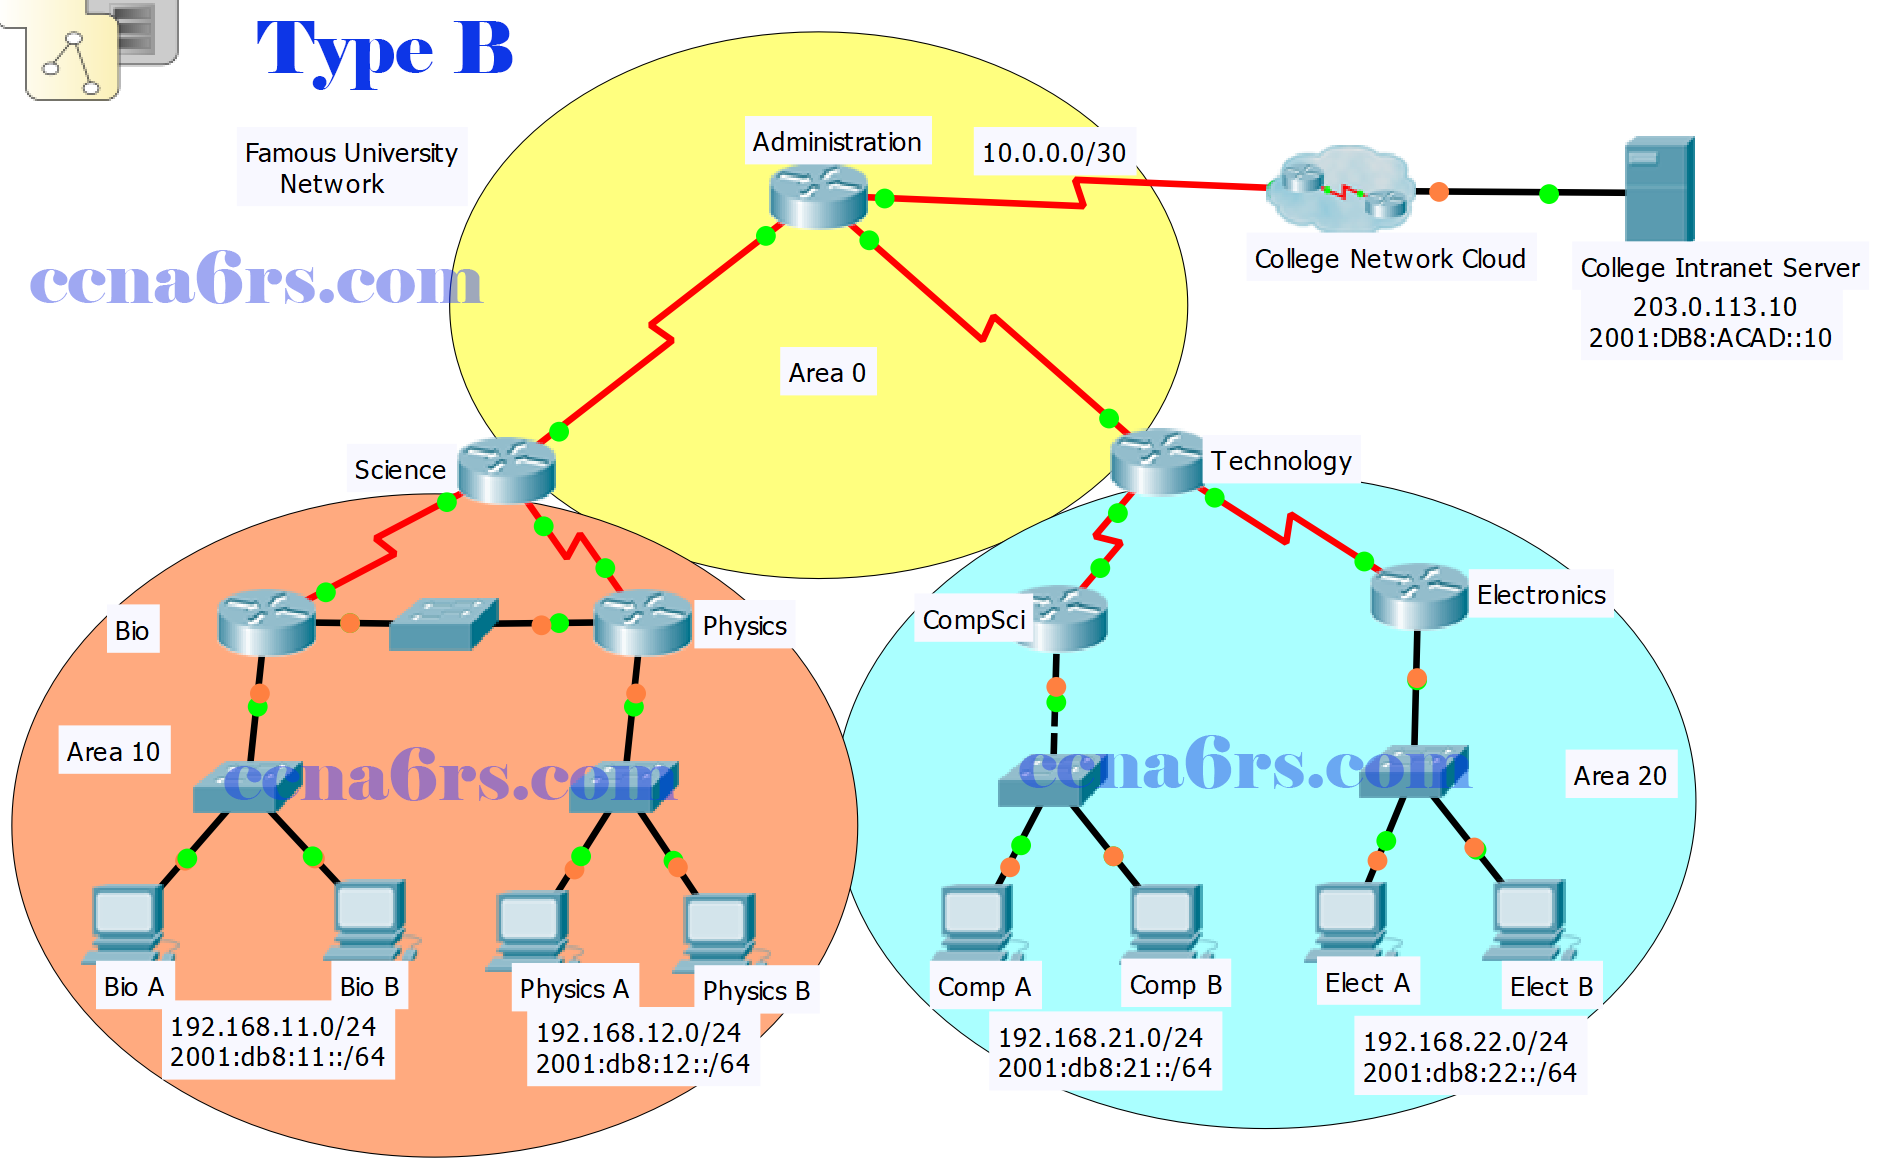 Type B
Famous University
Network
Administration
10.0.0.0/30
College Network Cloud
College Intranet Server
203.0.113.10
2001:DB8:ACAD::10
ccna6rs.com
Area 0
Science
Technology
Bio
Physics
CompSci
Electronics
Area 10
ccna6rs.com
ccna6rs.com
Area 20
Bio A
Bio B
192.168.11.0/24
2001:db8:11::/64
Physics A
Physics B
192.168.12.0/24
2001:db8:12::/64
Comp A
Comp B
192.168.21.0/24
2001:db8:21::/64
Elect A
Elect B
192.168.22.0/24
2001:db8:22::/64